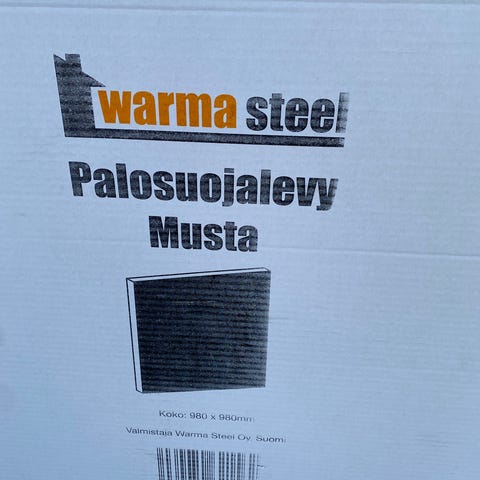 warma steel
Palosuojalevy
Musta
Koko: 980 x 980mm
Valmistaja Warma Steel Oy, Suomi